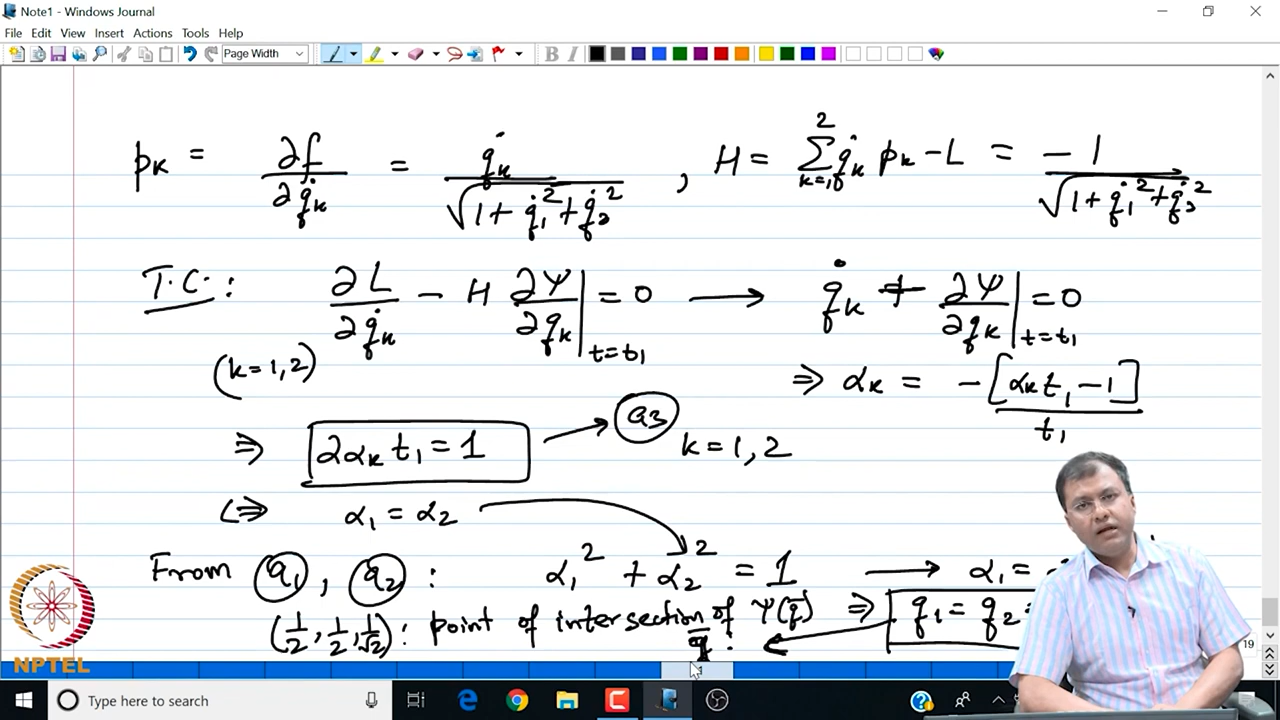 Note1 - Windows Journal
File Edit View Insert Actions Tools Help
Page Width
B I
p_k = ∂f/∂q̇_k = q̇_k/√(1 + q̇_1² + q̇_2²) , H = Σ_{k=1}^{2} q̇_k p_k - L = -1/√(1 + q̇_1² + q̇_2²)
T.C.: ∂L/∂q̇_k - H ∂Ψ/∂q_k |_{t=t_1} = 0 ⟶ q̇_k + ∂Ψ/∂q_k |_{t=t_1} = 0
(k=1,2)
⇒ α_k = -[α_k t_1 - 1]/t_1
⇒ 2α_k t_1 = 1 → a3 k=1,2
⇔ α_1 = α_2
From a1, a2 : α_1² + α_2² = 1 ⟶ α_1 =
(1/2, 1/2, 1/√2): point of intersection of Ψ(q̄) ⇒ q_1 = q_2 =
q̄.
19
NPTEL
Type here to search